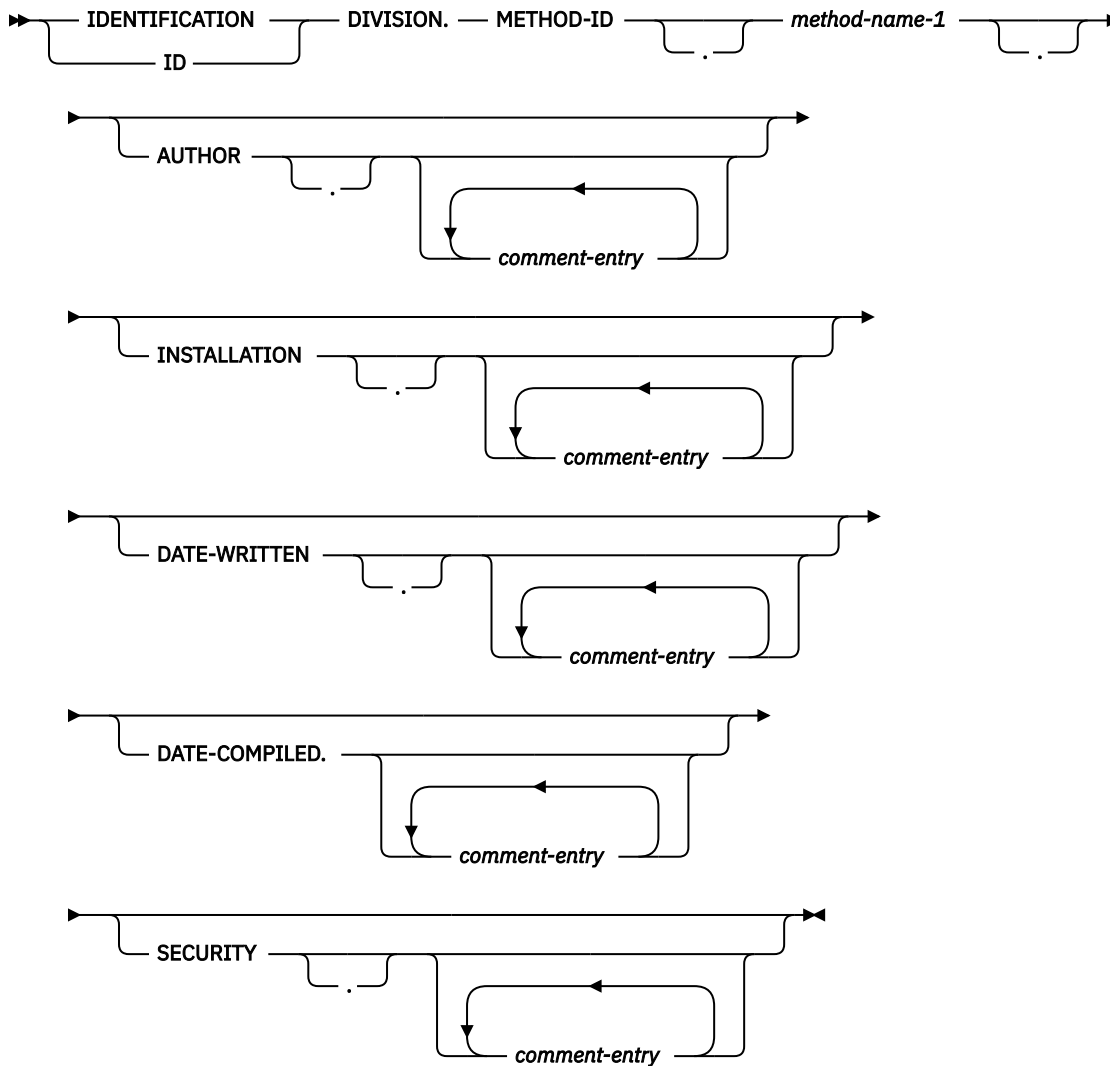 IDENTIFICATION DIVISION. METHOD-ID . method-name-1 .
ID
AUTHOR .
comment-entry
INSTALLATION .
comment-entry
DATE-WRITTEN .
comment-entry
DATE-COMPILED.
comment-entry
SECURITY .
comment-entry